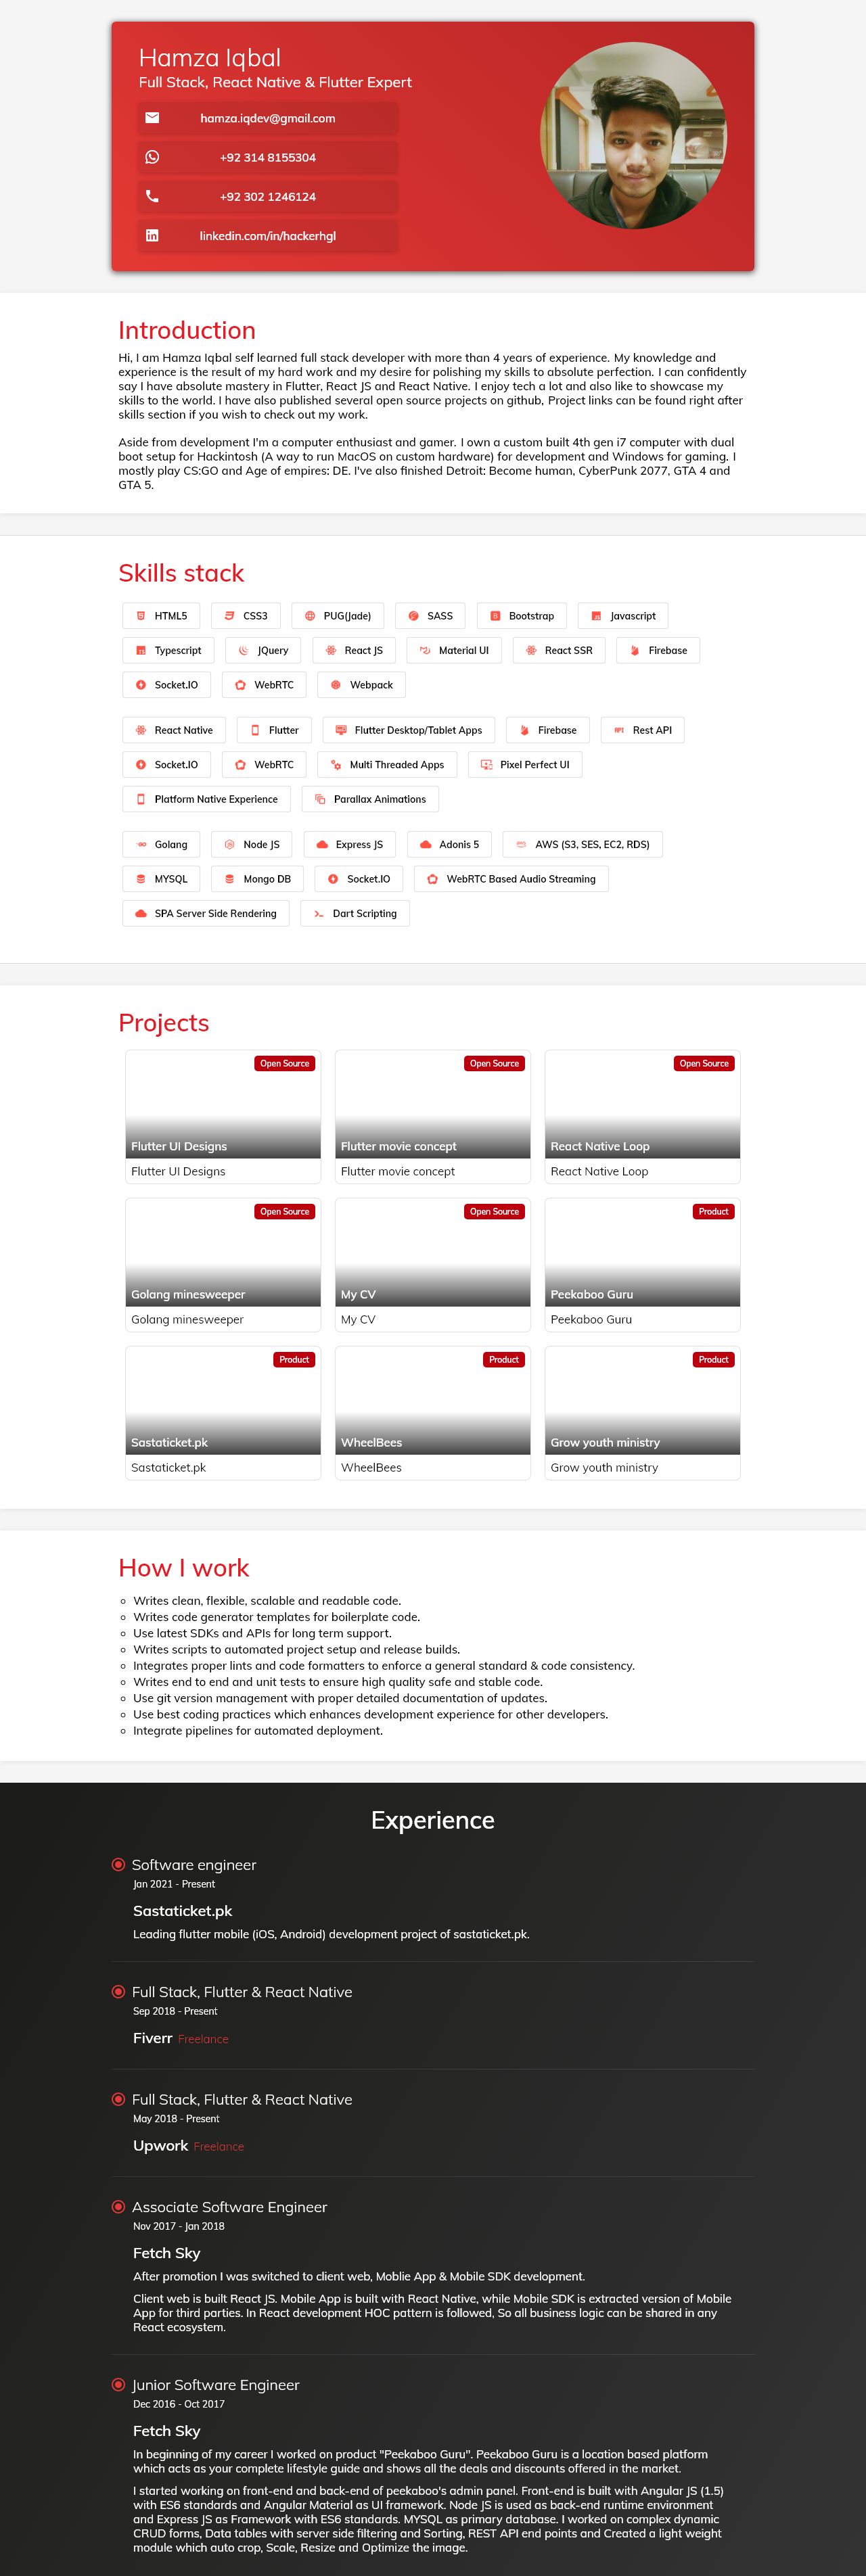 Hamza Iqbal
Full Stack, React Native & Flutter Expert
hamza.iqdev@gmail.com
+92 314 8155304
+92 302 1246124
linkedin.com/in/hackerhgl
Introduction
Hi, I am Hamza Iqbal self learned full stack developer with more than 4 years of experience. My knowledge and
experience is the result of my hard work and my desire for polishing my skills to absolute perfection. I can confidently
say I have absolute mastery in Flutter, React JS and React Native. I enjoy tech a lot and also like to showcase my
skills to the world. I have also published several open source projects on github, Project links can be found right after
skills section if you wish to check out my work.
Aside from development I'm a computer enthusiast and gamer. I own a custom built 4th gen i7 computer with dual
boot setup for Hackintosh (A way to run MacOS on custom hardware) for development and Windows for gaming. I
mostly play CS:GO and Age of empires: DE. I've also finished Detroit: Become human, CyberPunk 2077, GTA 4 and
GTA 5.
Skills stack
HTML5 CSS3 PUG(Jade) SASS Bootstrap Javascript
Typescript JQuery React JS Material UI React SSR Firebase
Socket.IO WebRTC Webpack
React Native Flutter Flutter Desktop/Tablet Apps Firebase Rest API
Socket.IO WebRTC Multi Threaded Apps Pixel Perfect UI
Platform Native Experience Parallax Animations
Golang Node JS Express JS Adonis 5 AWS (S3, SES, EC2, RDS)
MYSQL Mongo DB Socket.IO WebRTC Based Audio Streaming
SPA Server Side Rendering Dart Scripting
Projects
Open Source Open Source Open Source
Flutter UI Designs Flutter movie concept React Native Loop
Flutter UI Designs Flutter movie concept React Native Loop
Open Source Open Source Product
Golang minesweeper My CV Peekaboo Guru
Golang minesweeper My CV Peekaboo Guru
Product Product Product
Sastaticket.pk WheelBees Grow youth ministry
Sastaticket.pk WheelBees Grow youth ministry
How I work
Writes clean, flexible, scalable and readable code.
Writes code generator templates for boilerplate code.
Use latest SDKs and APIs for long term support.
Writes scripts to automated project setup and release builds.
Integrates proper lints and code formatters to enforce a general standard & code consistency.
Writes end to end and unit tests to ensure high quality safe and stable code.
Use git version management with proper detailed documentation of updates.
Use best coding practices which enhances development experience for other developers.
Integrate pipelines for automated deployment.
Experience
Software engineer
Jan 2021 - Present
Sastaticket.pk
Leading flutter mobile (iOS, Android) development project of sastaticket.pk.
Full Stack, Flutter & React Native
Sep 2018 - Present
Fiverr Freelance
Full Stack, Flutter & React Native
May 2018 - Present
Upwork Freelance
Associate Software Engineer
Nov 2017 - Jan 2018
Fetch Sky
After promotion I was switched to client web, Moblie App & Mobile SDK development.
Client web is built React JS. Mobile App is built with React Native, while Mobile SDK is extracted version of Mobile
App for third parties. In React development HOC pattern is followed, So all business logic can be shared in any
React ecosystem.
Junior Software Engineer
Dec 2016 - Oct 2017
Fetch Sky
In beginning of my career I worked on product "Peekaboo Guru". Peekaboo Guru is a location based platform
which acts as your complete lifestyle guide and shows all the deals and discounts offered in the market.
I started working on front-end and back-end of peekaboo's admin panel. Front-end is built with Angular JS (1.5)
with ES6 standards and Angular Material as UI framework. Node JS is used as back-end runtime environment
and Express JS as Framework with ES6 standards. MYSQL as primary database. I worked on complex dynamic
CRUD forms, Data tables with server side filtering and Sorting, REST API end points and Created a light weight
module which auto crop, Scale, Resize and Optimize the image.